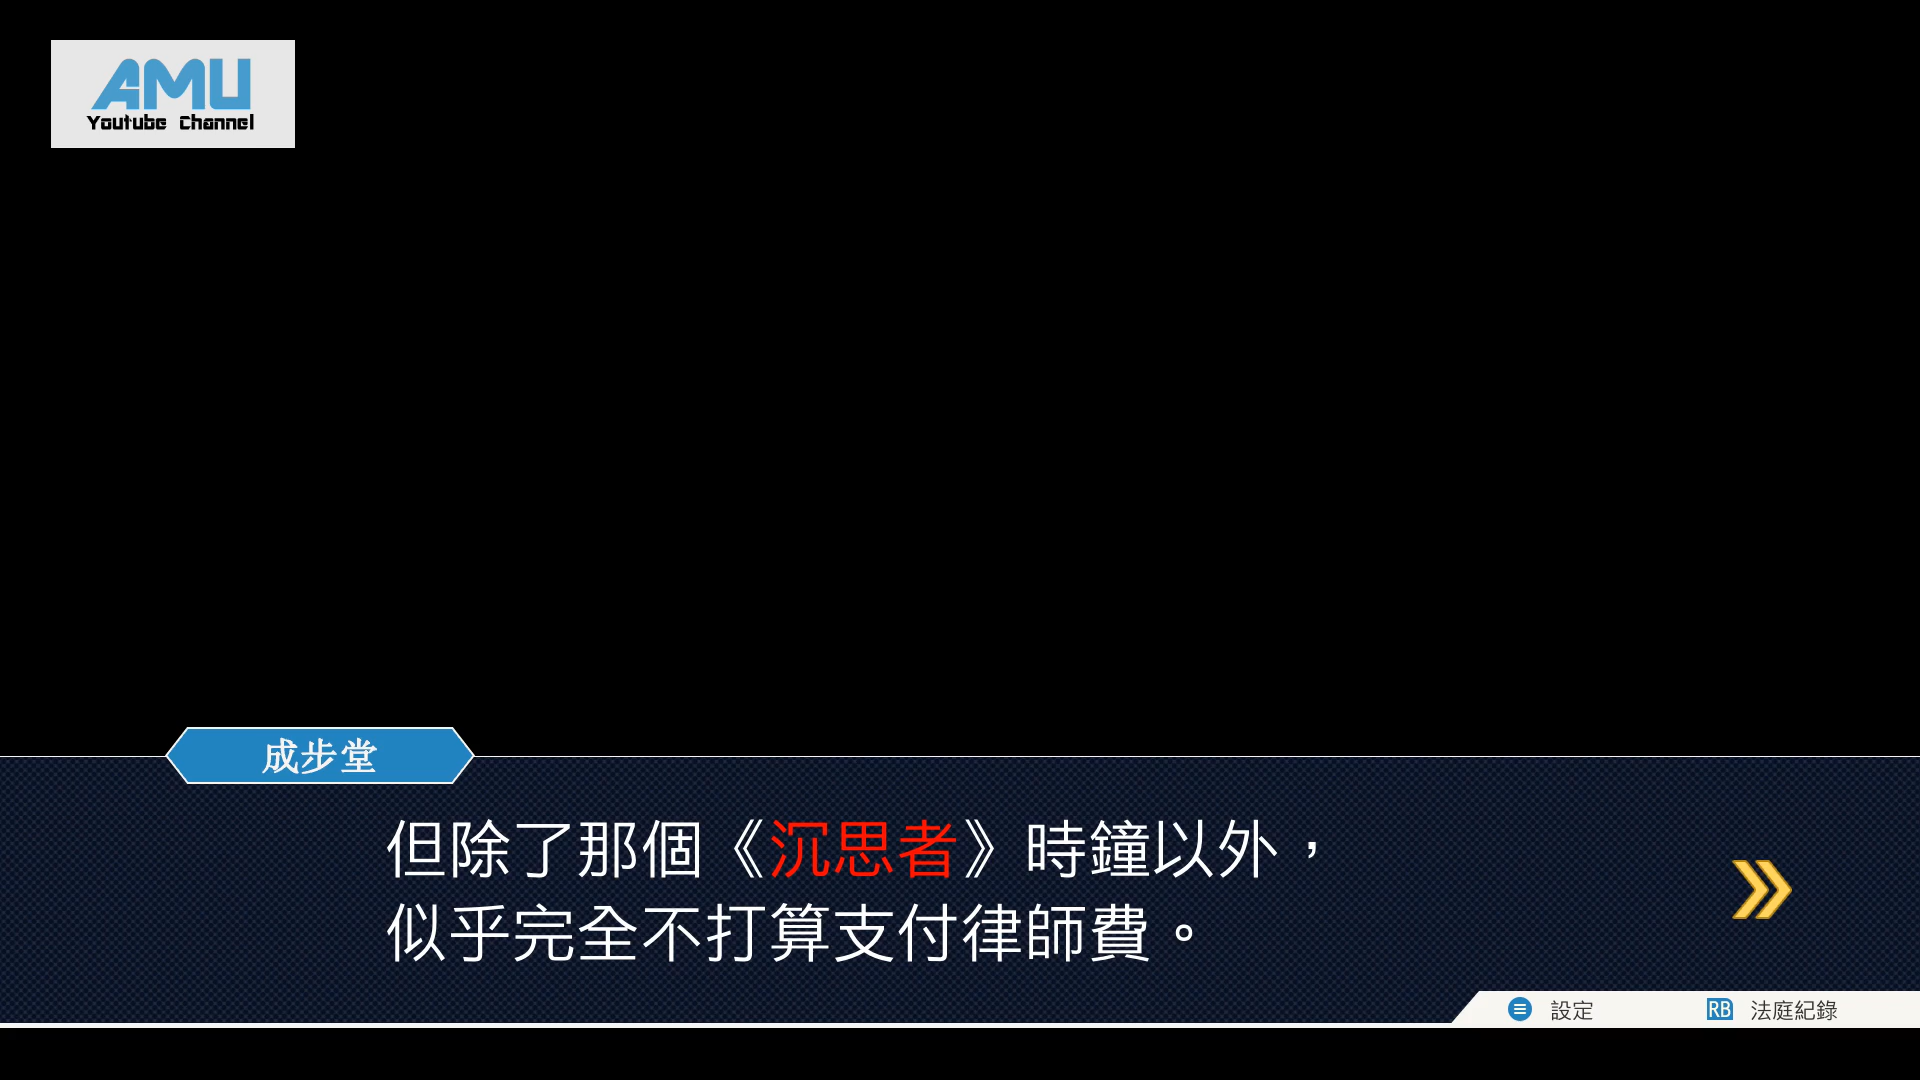 AMU
Youtube Channel
成步堂
但除了那個《沉思者》時鐘以外，
似乎完全不打算支付律師費。
設定
RB 法庭紀錄